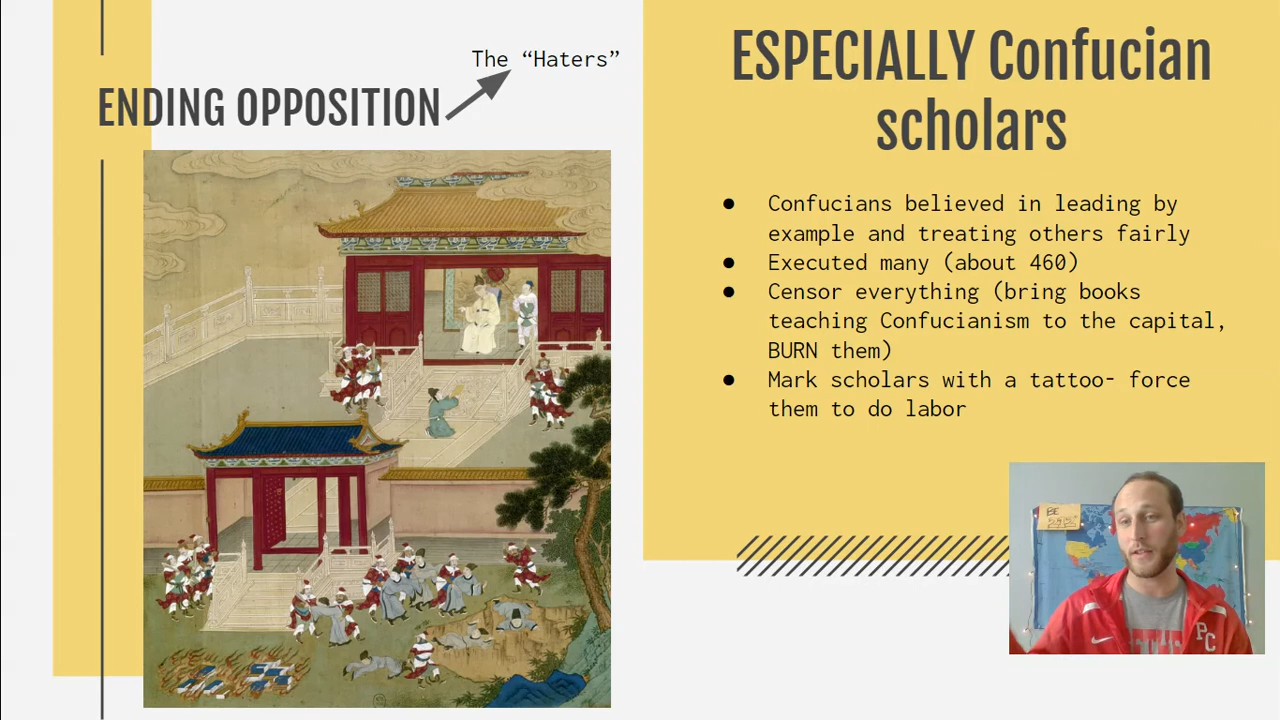 The “Haters”
ENDING OPPOSITION
ESPECIALLY Confucian
scholars
● Confucians believed in leading by
example and treating others fairly
● Executed many (about 460)
● Censor everything (bring books
teaching Confucianism to the capital,
BURN them)
● Mark scholars with a tattoo- force
them to do labor
BE
PC